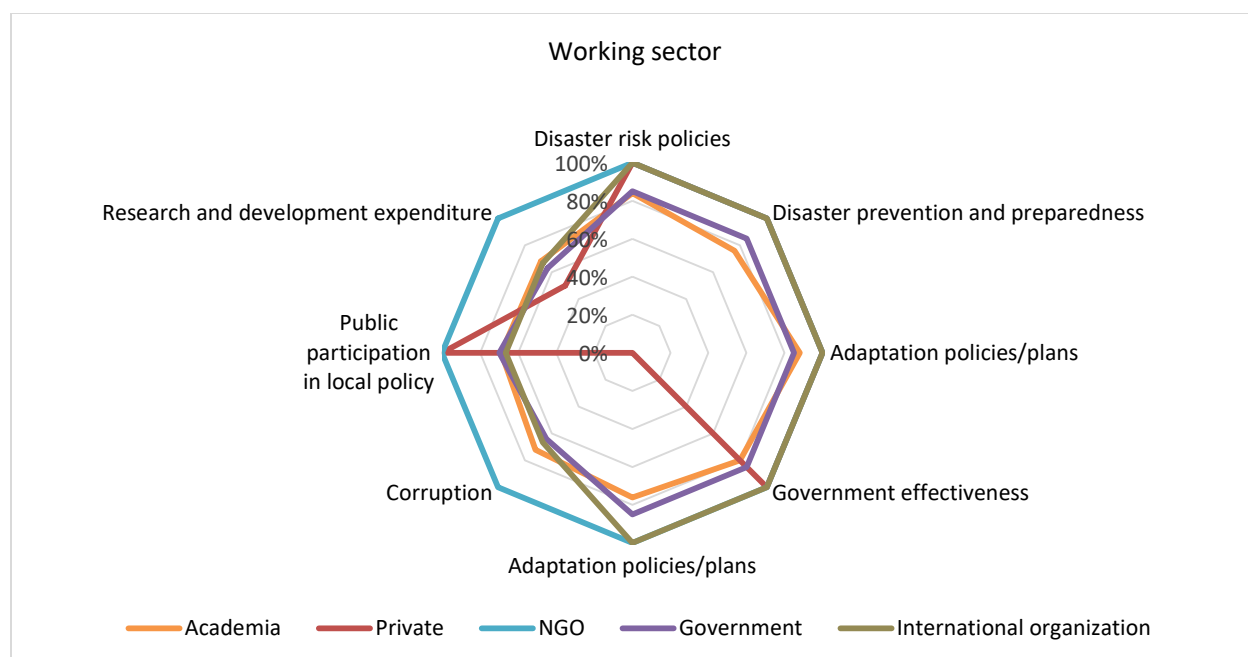 Working sector
Disaster risk policies
100%
80%
60%
40%
20%
0%
Disaster prevention and preparedness
Adaptation policies/plans
Government effectiveness
Adaptation policies/plans
Corruption
Public
participation
in local policy
Research and development expenditure
Academia
Private
NGO
Government
International organization